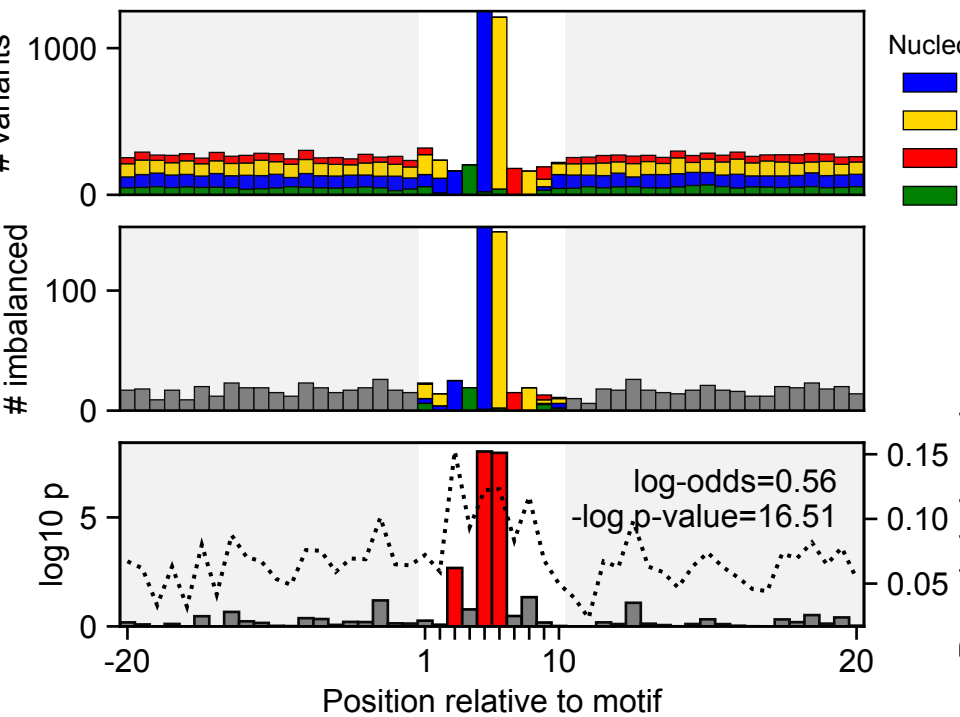 # variants
1000
0
Nucleo
# imbalanced
100
0
log10 p
5
0
log-odds=0.56
-log p-value=16.51
0.15
0.10
0.05
-20
1
10
20
Position relative to motif